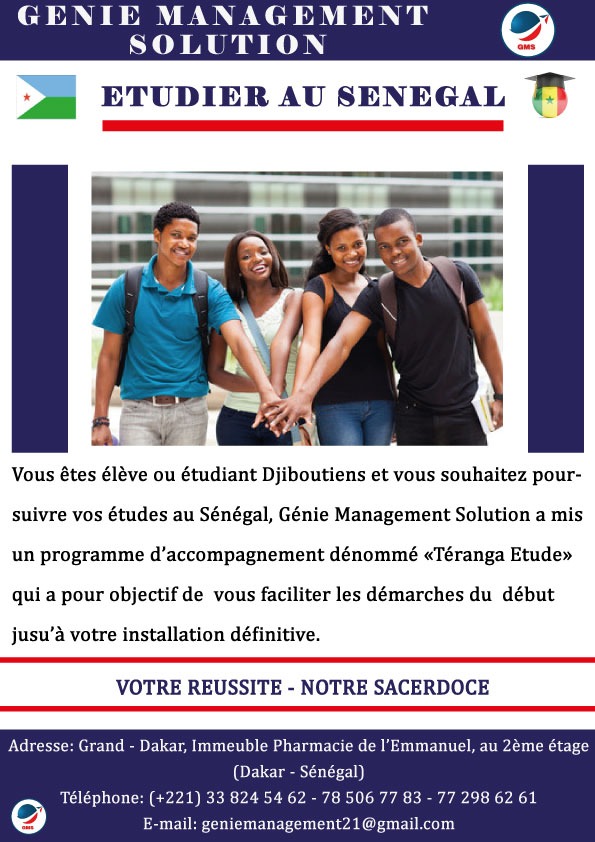 GENIE MANAGEMENT
SOLUTION
GMS
ETUDIER AU SENEGAL
Vous êtes élève ou étudiant Djiboutiens et vous souhaitez pour-
suivre vos études au Sénégal, Génie Management Solution a mis
un programme d’accompagnement dénommé «Téranga Etude»
qui a pour objectif de vous faciliter les démarches du début
jusu’à votre installation définitive.
VOTRE REUSSITE - NOTRE SACERDOCE
Adresse: Grand - Dakar, Immeuble Pharmacie de l’Emmanuel, au 2ème étage
(Dakar - Sénégal)
Téléphone: (+221) 33 824 54 62 - 78 506 77 83 - 77 298 62 61
E-mail: geniemanagement21@gmail.com
GMS